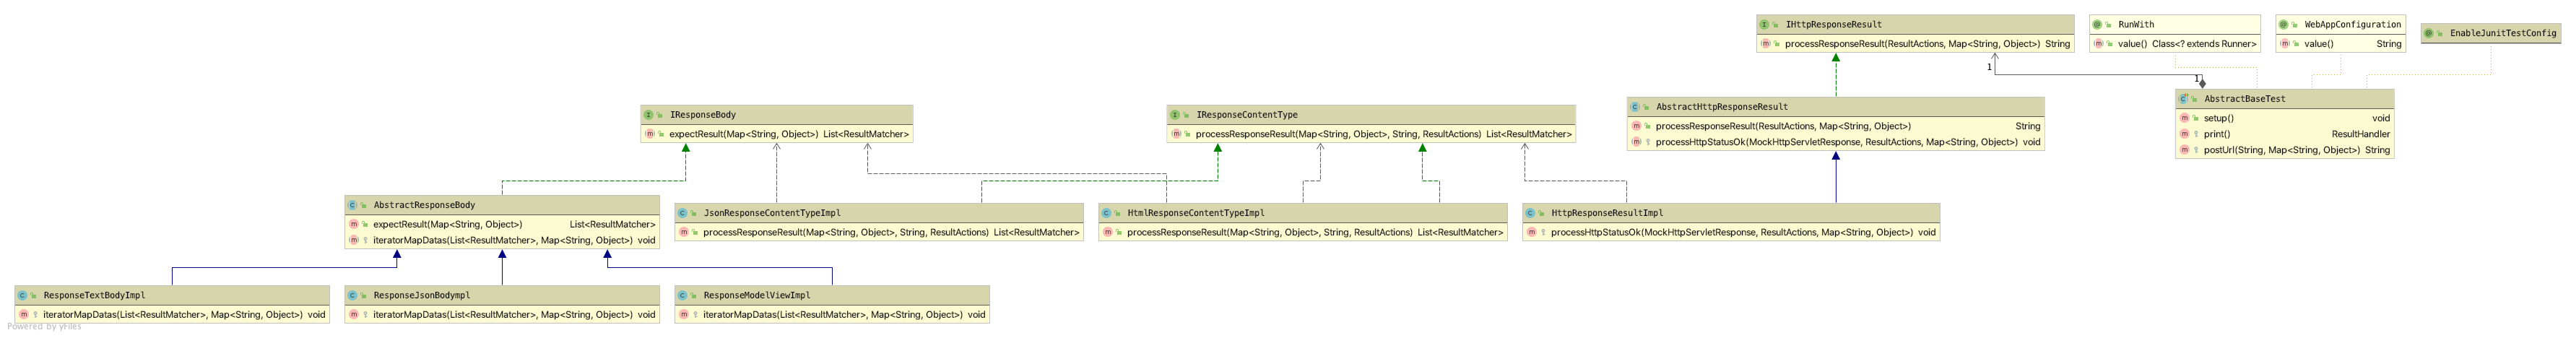 IHttpResponseResult
processResponseResult(ResultActions, Map<String, Object>) String
RunWith
value() Class<? extends Runner>
WebAppConfiguration
value() String
EnableJunitTestConfig
1
1
IResponseBody
expectResult(Map<String, Object>) List<ResultMatcher>
IResponseContentType
processResponseResult(Map<String, Object>, String, ResultActions) List<ResultMatcher>
AbstractHttpResponseResult
processResponseResult(ResultActions, Map<String, Object>) String
processHttpStatusOk(MockHttpServletResponse, ResultActions, Map<String, Object>) void
AbstractBaseTest
setup() void
print() ResultHandler
postUrl(String, Map<String, Object>) String
AbstractResponseBody
expectResult(Map<String, Object>) List<ResultMatcher>
iteratorMapDatas(List<ResultMatcher>, Map<String, Object>) void
JsonResponseContentTypeImpl
processResponseResult(Map<String, Object>, String, ResultActions) List<ResultMatcher>
HtmlResponseContentTypeImpl
processResponseResult(Map<String, Object>, String, ResultActions) List<ResultMatcher>
HttpResponseResultImpl
processHttpStatusOk(MockHttpServletResponse, ResultActions, Map<String, Object>) void
ResponseTextBodyImpl
iteratorMapDatas(List<ResultMatcher>, Map<String, Object>) void
ResponseJsonBodympl
iteratorMapDatas(List<ResultMatcher>, Map<String, Object>) void
ResponseModelViewImpl
iteratorMapDatas(List<ResultMatcher>, Map<String, Object>) void
Powered by yFiles